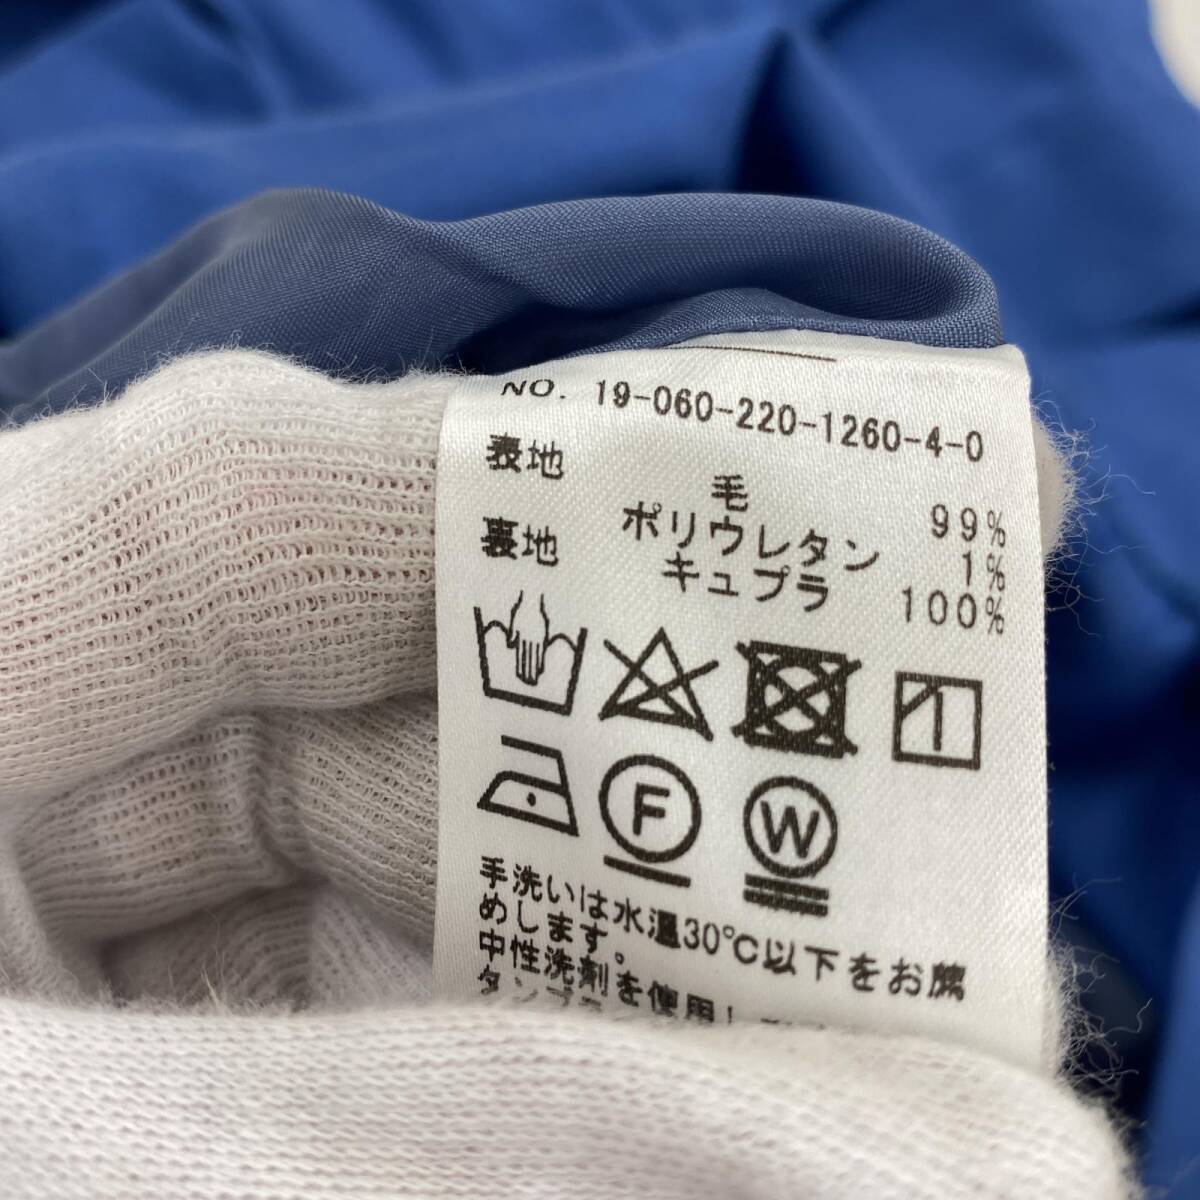 NO. 19-060-220-1260-4-0
表地 毛 99%
ポリウレタン 1%
裏地 キュプラ 100%
F W
手洗いは水温30℃以下をお薦
めします。
中性洗剤を使用し